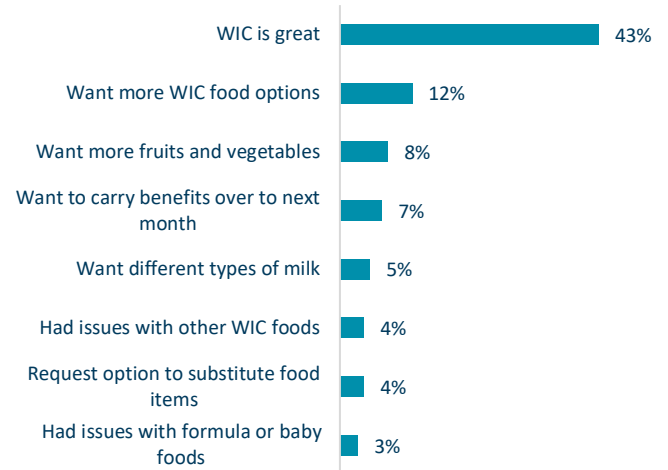 WIC is great
43%
Want more WIC food options
12%
Want more fruits and vegetables
8%
Want to carry benefits over to next
month
7%
Want different types of milk
5%
Had issues with other WIC foods
4%
Request option to substitute food
items
4%
Had issues with formula or baby
foods
3%